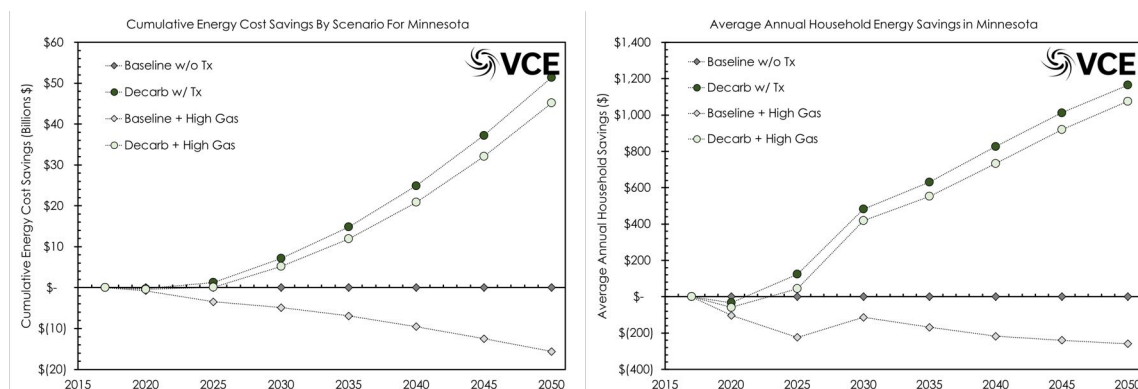 Cumulative Energy Cost Savings By Scenario For Minnesota
$60
$50
$40
$30
$20
$10
$-
$(10)
$(20)
Cumulative Energy Cost Savings (Billions $)
VCE
Baseline w/o Tx
Decarb w/ Tx
Baseline + High Gas
Decarb + High Gas
2015 2020 2025 2030 2035 2040 2045 2050
Average Annual Household Energy Savings in Minnesota
$1,400
$1,200
$1,000
$800
$600
$400
$200
$-
$(200)
$(400)
Average Annual Household Savings ($)
VCE
Baseline w/o Tx
Decarb w/ Tx
Baseline + High Gas
Decarb + High Gas
2015 2020 2025 2030 2035 2040 2045 2050